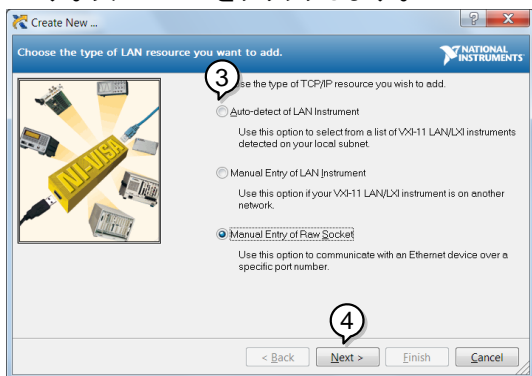 Create New ...
Choose the type of LAN resource you want to add.
NATIONAL
INSTRUMENTS
3
se the type of TCP/IP resource you wish to add.
Auto-detect of LAN Instrument
Use this option to select from a list of VXI-11 LAN/LXI instruments
detected on your local subnet.
Manual Entry of LAN Instrument
Use this option if your VXI-11 LAN/LXI instrument is on another
network.
NI-VISA
Manual Entry of Raw Socket
Use this option to communicate with an Ethernet device over a
specific port number.
4
< Back
Next >
Finish
Cancel